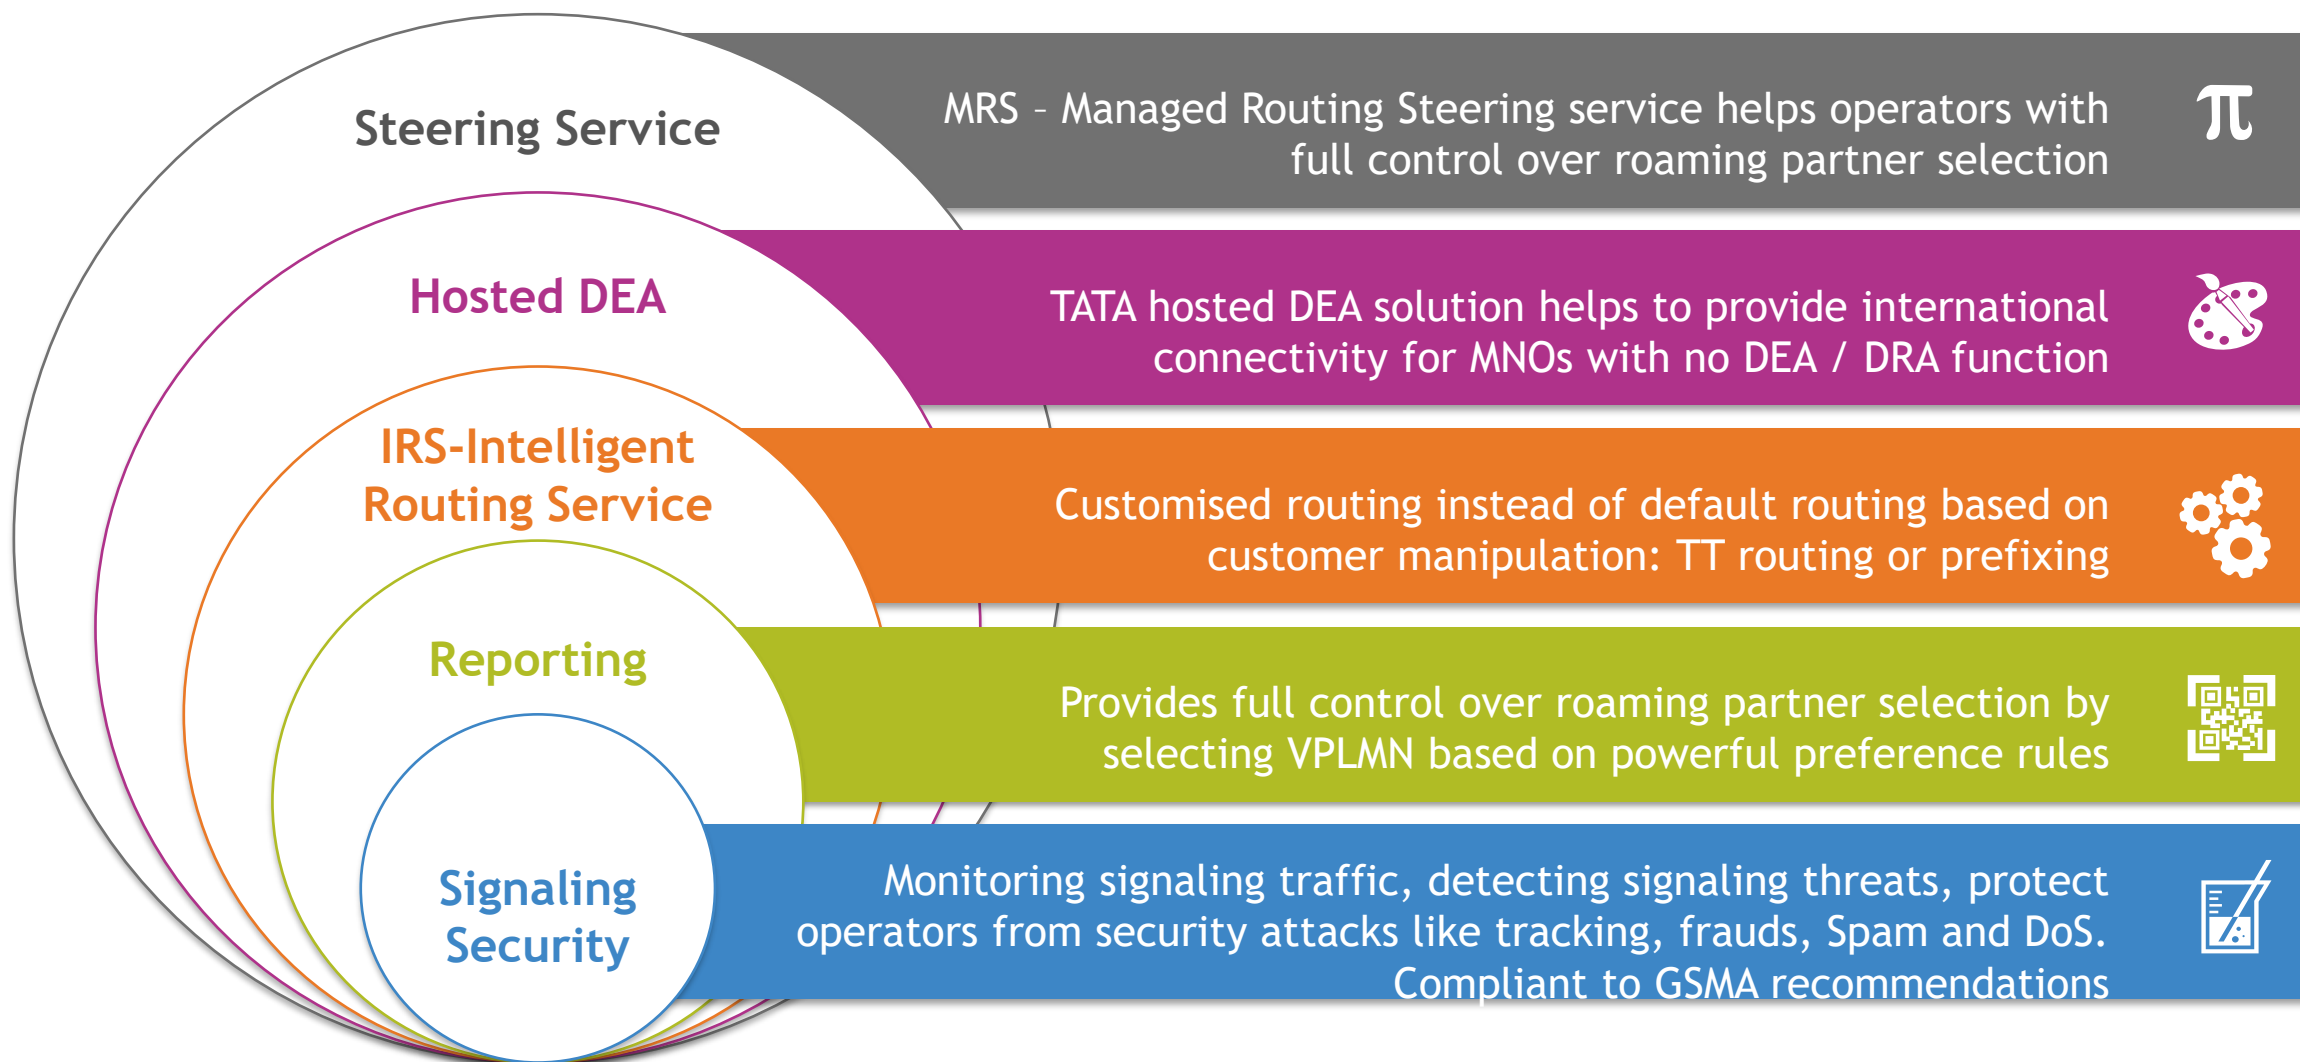 Steering Service
MRS – Managed Routing Steering service helps operators with
full control over roaming partner selection
π
Hosted DEA
TATA hosted DEA solution helps to provide international
connectivity for MNOs with no DEA / DRA function
IRS-Intelligent
Routing Service
Customised routing instead of default routing based on
customer manipulation: TT routing or prefixing
Reporting
Provides full control over roaming partner selection by
selecting VPLMN based on powerful preference rules
Signaling
Security
Monitoring signaling traffic, detecting signaling threats, protect
operators from security attacks like tracking, frauds, Spam and DoS.
Compliant to GSMA recommendations